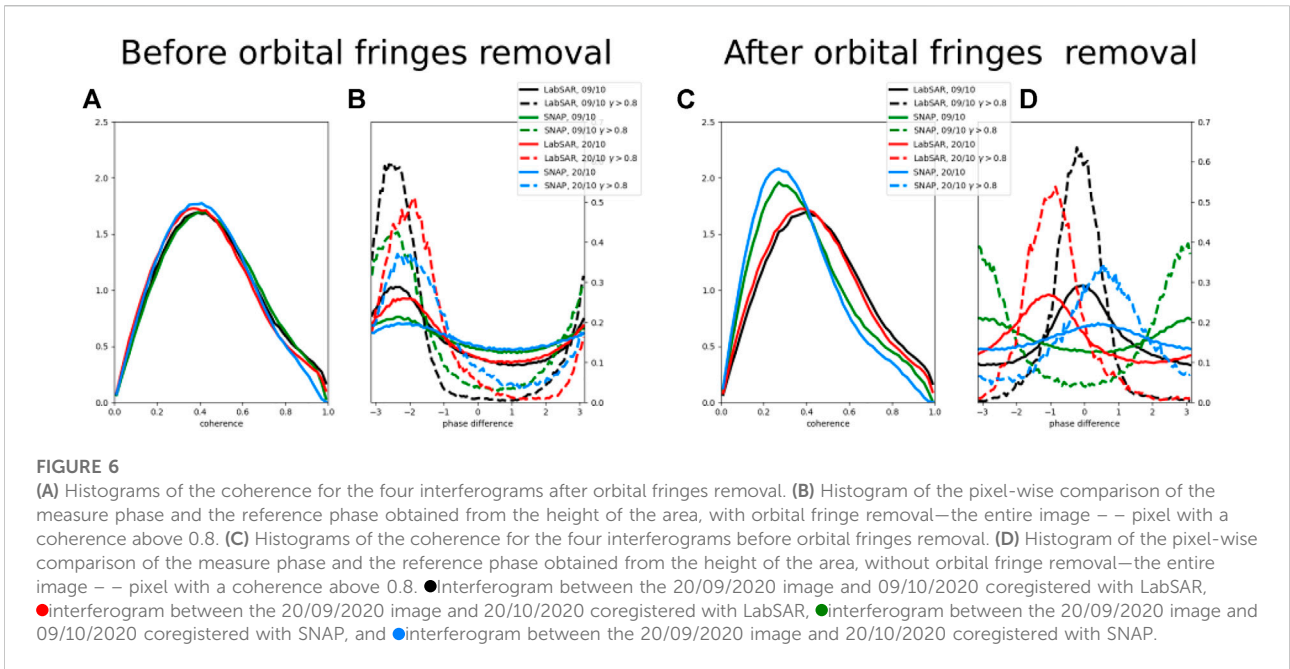 Before orbital fringes removal
After orbital fringes  removal
A
B
C
D
LabSAR, 09/10
LabSAR, 09/10 γ > 0.8
SNAP, 09/10
SNAP, 09/10 γ > 0.8
LabSAR, 20/10
LabSAR, 20/10 γ > 0.8
SNAP, 20/10
SNAP, 20/10 γ > 0.8
LabSAR, 09/10
LabSAR, 09/10 γ > 0.8
SNAP, 09/10
SNAP, 09/10 γ > 0.8
LabSAR, 20/10
LabSAR, 20/10 γ > 0.8
SNAP, 20/10
SNAP, 20/10 γ > 0.8
2.5
2.0
1.5
1.0
0.5
0.0
0.0 0.2 0.4 0.6 0.8 1.0
coherence
0.5
0.4
0.3
0.2
0.1
0.0
−3 −2 −1 0 1 2 3
phase difference
2.5
2.0
1.5
1.0
0.5
0.0
0.0 0.2 0.4 0.6 0.8 1.0
coherence
0.7
0.6
0.5
0.4
0.3
0.2
0.1
0.0
−3 −2 −1 0 1 2 3
phase difference
FIGURE 6
(A) Histograms of the coherence for the four interferograms after orbital fringes removal. (B) Histogram of the pixel-wise comparison of the
measure phase and the reference phase obtained from the height of the area, with orbital fringe removal—the entire image – – pixel with a
coherence above 0.8. (C) Histograms of the coherence for the four interferograms before orbital fringes removal. (D) Histogram of the pixel-wise
comparison of the measure phase and the reference phase obtained from the height of the area, without orbital fringe removal—the entire
image – – pixel with a coherence above 0.8. ●Interferogram between the 20/09/2020 image and 09/10/2020 coregistered with LabSAR,
●interferogram between the 20/09/2020 image and 20/10/2020 coregistered with LabSAR, ●interferogram between the 20/09/2020 image and
09/10/2020 coregistered with SNAP, and ●interferogram between the 20/09/2020 image and 20/10/2020 coregistered with SNAP.